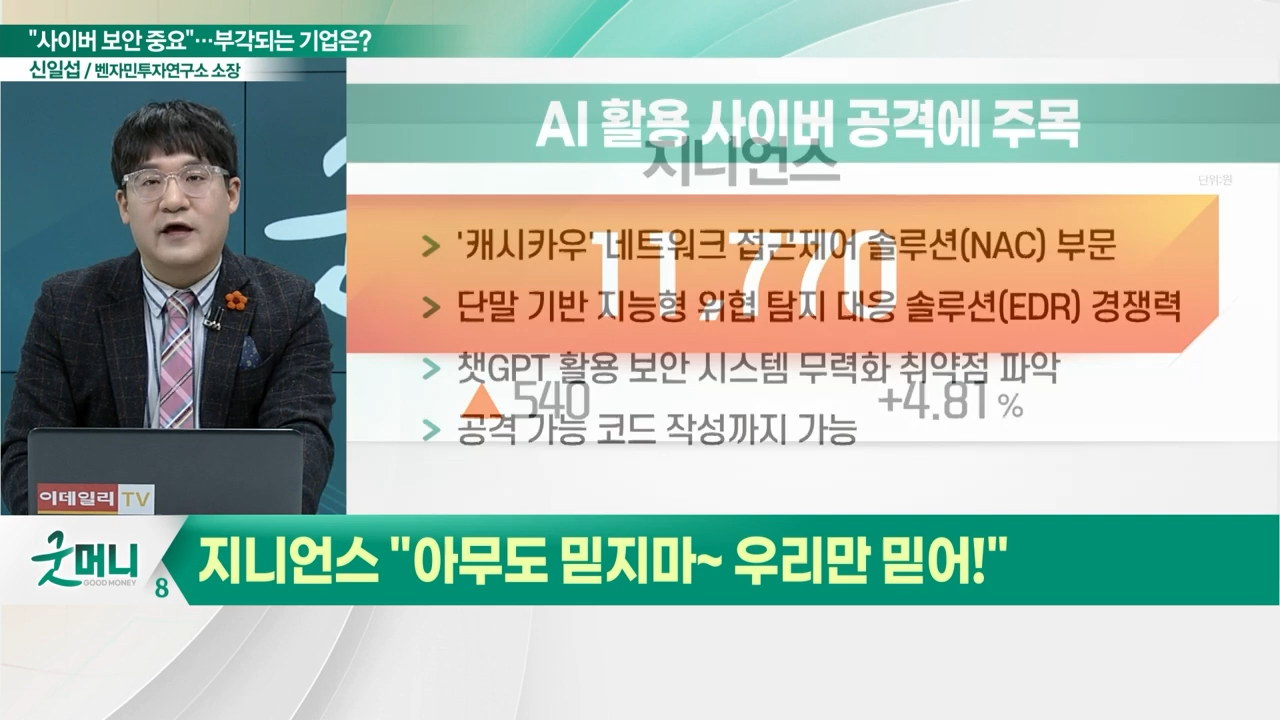 "사이버 보안 중요"…부각되는 기업은?
신일섭 / 벤자민투자연구소 소장
AI 활용 사이버 공격에 주목
지니언스
단위:원
> '캐시카우' 네트워크 접근제어 솔루션(NAC) 부문
11,770
> 단말 기반 지능형 위협 탐지 대응 솔루션(EDR) 경쟁력
> 챗GPT 활용 보안 시스템 무력화 취약점 파악
▲540 +4.81 %
> 공격 가능 코드 작성까지 가능
이데일리 TV
굿머니
GOOD MONEY
8
지니언스 "아무도 믿지마~ 우리만 믿어!"